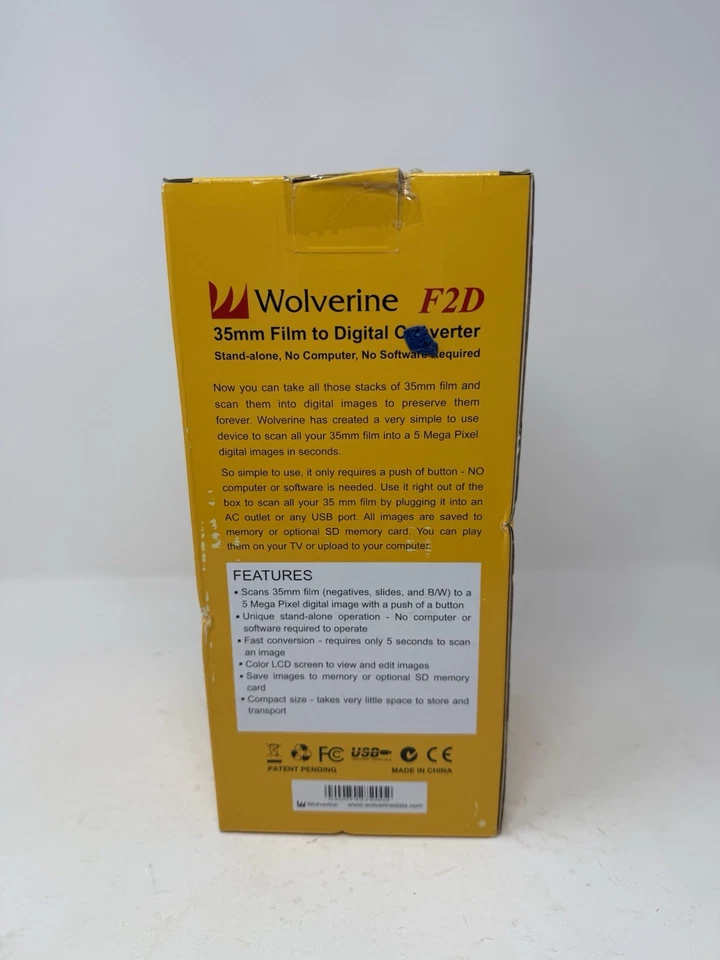 Wolverine F2D
35mm Film to Digital C verter
Stand-alone, No Computer, No Software equired
Now you can take all those stacks of 35mm film and
scan them into digital images to preserve them
forever. Wolverine has created a very simple to use
device to scan all your 35mm film into a 5 Mega Pixel
digital images in seconds.
So simple to use, it only requires a push of button - NO
computer or software is needed. Use it right out of the
box to scan all your 35 mm film by plugging it into an
AC outlet or any USB port. All images are saved to
memory or optional SD memory card. You can play
them on your TV or upload to your computer.
FEATURES
▪ Scans 35mm film (negatives, slides, and B/W) to a
5 Mega Pixel digital image with a push of a button
▪ Unique stand-alone operation - No computer or
software required to operate
▪ Fast conversion - requires only 5 seconds to scan
an image
▪ Color LCD screen to view and edit images
▪ Save images to memory or optional SD memory
card
▪ Compact size - takes very little space to store and
transport
FC USB CE
PATENT PENDING MADE IN CHINA
Wolverine www.wolverinedata.com